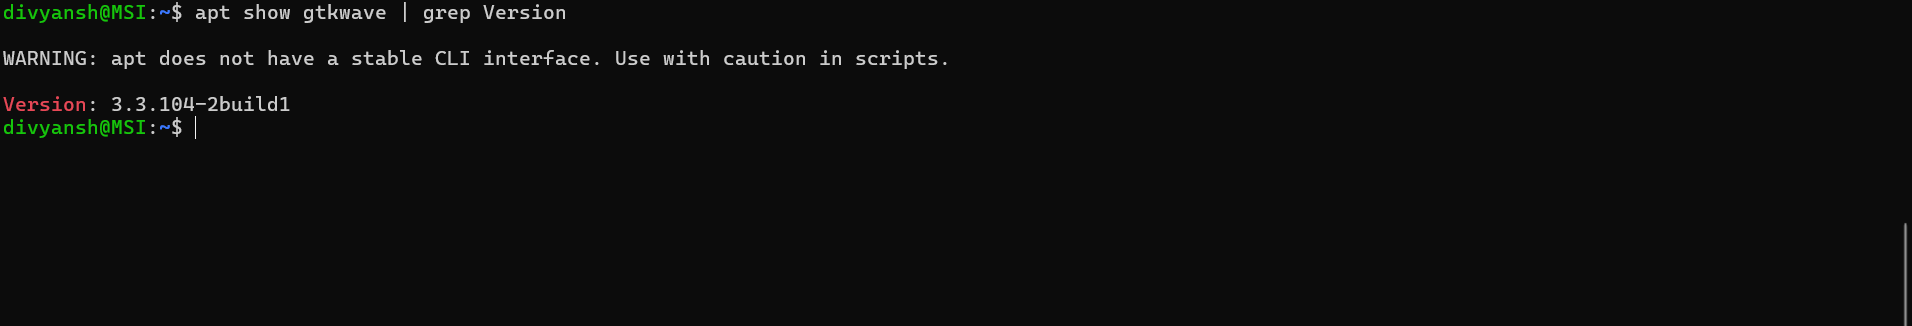 divyansh@MSI:~$ apt show gtkwave | grep Version
WARNING: apt does not have a stable CLI interface. Use with caution in scripts.
Version: 3.3.104-2build1
divyansh@MSI:~$